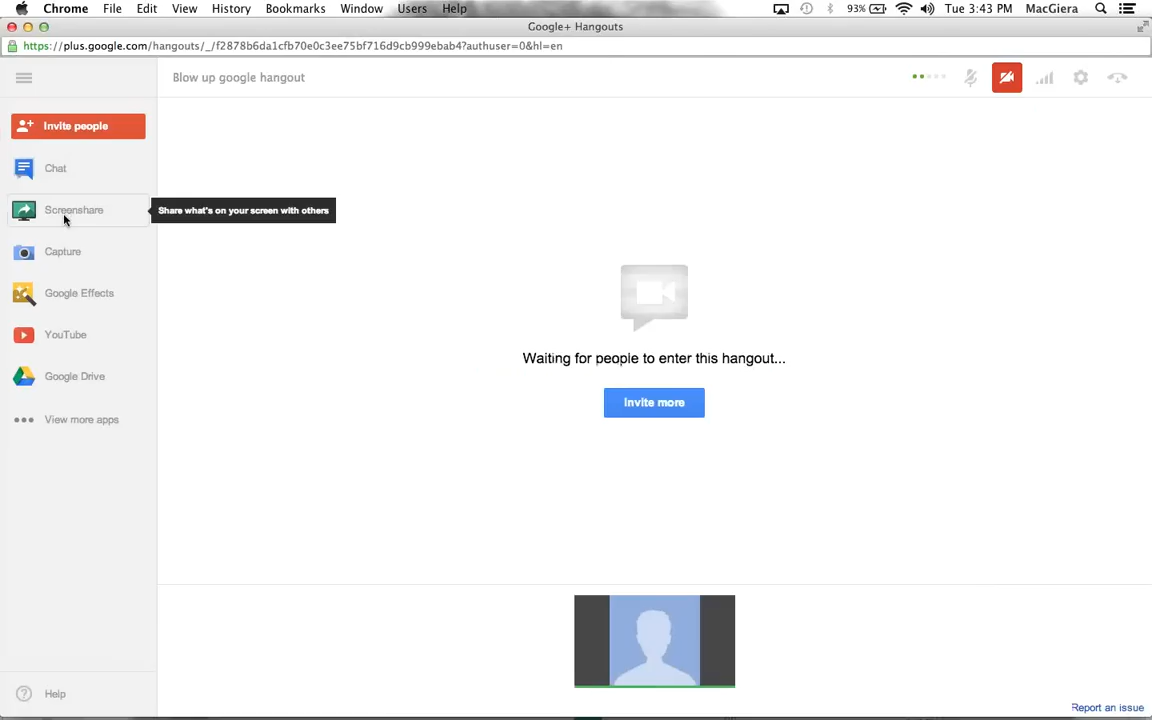 Chrome File Edit View History Bookmarks Window Users Help 93% Tue 3:43 PM MacGiera
Google+ Hangouts
https://plus.google.com/hangouts/_/f2878b6da1cfb70e0c3ee75bf716d9cb999ebab4?authuser=0&hl=en
Blow up google hangout
Invite people
Chat
Screenshare
Share what's on your screen with others
Capture
Google Effects
YouTube
Google Drive
View more apps
Waiting for people to enter this hangout...
Invite more
Help
Report an issue